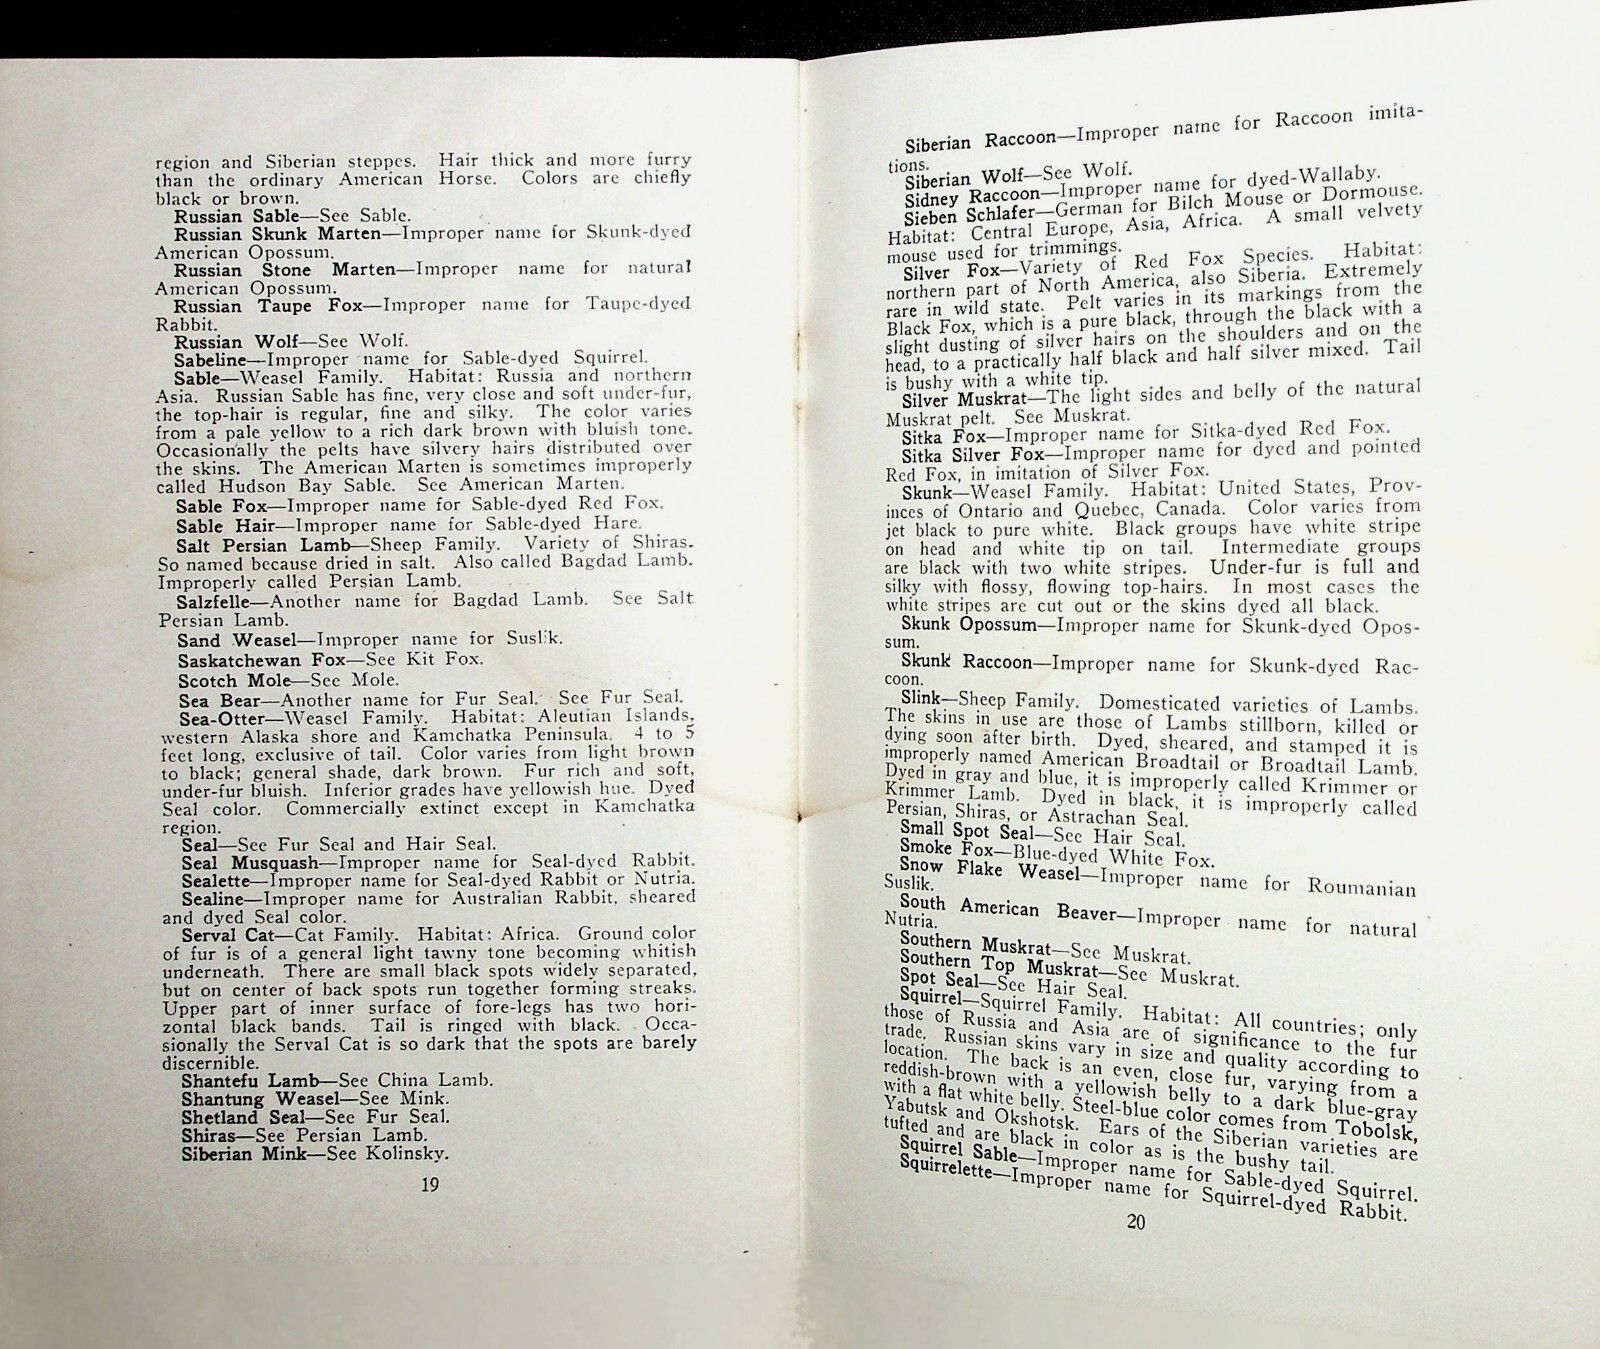 region and Siberian steppes. Hair thick and more furry
than the ordinary American Horse. Colors are chiefly
black or brown.
Russian Sable—See Sable.
Russian Skunk Marten—Improper name for Skunk-dyed
American Opossum.
Russian Stone Marten—Improper name for natural
American Opossum.
Russian Taupe Fox—Improper name for Taupe-dyed
Rabbit.
Russian Wolf—See Wolf.
Sabeline—Improper name for Sable-dyed Squirrel.
Sable—Weasel Family. Habitat: Russia and northern
Asia. Russian Sable has fine, very close and soft under-fur,
the top-hair is regular, fine and silky. The color varies
from a pale yellow to a rich dark brown with bluish tone.
Occasionally the pelts have silvery hairs distributed over
the skins. The American Marten is sometimes improperly
called Hudson Bay Sable. See American Marten.
Sable Fox—Improper name for Sable-dyed Red Fox.
Sable Hair—Improper name for Sable-dyed Hare.
Salt Persian Lamb—Sheep Family. Variety of Shiras.
So named because dried in salt. Also called Bagdad Lamb.
Improperly called Persian Lamb.
Salzfelle—Another name for Bagdad Lamb. See Salt
Persian Lamb.
Sand Weasel—Improper name for Suslik.
Saskatchewan Fox—See Kit Fox.
Scotch Mole—See Mole.
Sea Bear—Another name for Fur Seal. See Fur Seal.
Sea-Otter—Weasel Family. Habitat: Aleutian Islands,
western Alaska shore and Kamchatka Peninsula. 4 to 5
feet long, exclusive of tail. Color varies from light brown
to black; general shade, dark brown. Fur rich and soft,
under-fur bluish. Inferior grades have yellowish hue. Dyed
Seal color. Commercially extinct except in Kamchatka
region.
Seal—See Fur Seal and Hair Seal.
Seal Musquash—Improper name for Seal-dyed Rabbit.
Sealette—Improper name for Seal-dyed Rabbit or Nutria.
Sealine—Improper name for Australian Rabbit, sheared
and dyed Seal color.
Serval Cat—Cat Family. Habitat: Africa. Ground color
of fur is of a general light tawny tone becoming whitish
underneath. There are small black spots widely separated,
but on center of back spots run together forming streaks.
Upper part of inner surface of fore-legs has two hori-
zontal black bands. Tail is ringed with black. Occa-
sionally the Serval Cat is so dark that the spots are barely
discernible.
Shantefu Lamb—See China Lamb.
Shantung Weasel—See Mink.
Shetland Seal—See Fur Seal.
Shiras—See Persian Lamb.
Siberian Mink—See Kolinsky.
19
Siberian Raccoon—Improper name for Raccoon imita-
tions.
Siberian Wolf—See Wolf.
Sidney Raccoon—Improper name for dyed-Wallaby.
Sieben Schlafer—German for Bilch Mouse or Dormouse.
Habitat: Central Europe, Asia, Africa. A small velvety
mouse used for trimmings.
Silver Fox—Variety of Red Fox Species. Habitat:
northern part of North America, also Siberia. Extremely
rare in wild state. Pelt varies in its markings from the
Black Fox, which is a pure black, through the black with a
slight dusting of silver hairs on the shoulders and on the
head, to a practically half black and half silver mixed. Tail
is bushy with a white tip.
Silver Muskrat—The light sides and belly of the natural
Muskrat pelt. See Muskrat.
Sitka Fox—Improper name for Sitka-dyed Red Fox.
Sitka Silver Fox—Improper name for dyed and pointed
Red Fox, in imitation of Silver Fox.
Skunk—Weasel Family. Habitat: United States, Prov-
inces of Ontario and Quebec, Canada. Color varies from
jet black to pure white. Black groups have white stripe
on head and white tip on tail. Intermediate groups
are black with two white stripes. Under-fur is full and
silky with flossy, flowing top-hairs. In most cases the
white stripes are cut out or the skins dyed all black.
Skunk Opossum—Improper name for Skunk-dyed Opos-
sum.
Skunk Raccoon—Improper name for Skunk-dyed Rac-
coon.
Slink—Sheep Family. Domesticated varieties of Lambs.
The skins in use are those of Lambs stillborn, killed or
dying soon after birth. Dyed, sheared, and stamped it is
improperly named American Broadtail or Broadtail Lamb.
Dyed in gray and blue, it is improperly called Krimmer or
Krimmer Lamb. Dyed in black, it is improperly called
Persian, Shiras, or Astrachan Seal.
Small Spot Seal—See Hair Seal.
Smoke Fox—Blue-dyed White Fox.
Snow Flake Weasel—Improper name for Roumanian
Suslik.
South American Beaver—Improper name for natural
Nutria.
Southern Muskrat—See Muskrat.
Southern Top Muskrat—See Muskrat.
Spot Seal—See Hair Seal.
Squirrel—Squirrel Family. Habitat: All countries; only
those of Russia and Asia are of significance to the fur
trade. Russian skins vary in size and quality according to
location. The back is an even, close fur, varying from a
reddish-brown with a yellowish belly to a dark blue-gray
with a flat white belly. Steel-blue color comes from Tobolsk,
Yabutsk and Okshotsk. Ears of the Siberian varieties are
tufted and are black in color as is the bushy tail.
Squirrel Sable—Improper name for Sable-dyed Squirrel.
Squirrelette—Improper name for Squirrel-dyed Rabbit.
20